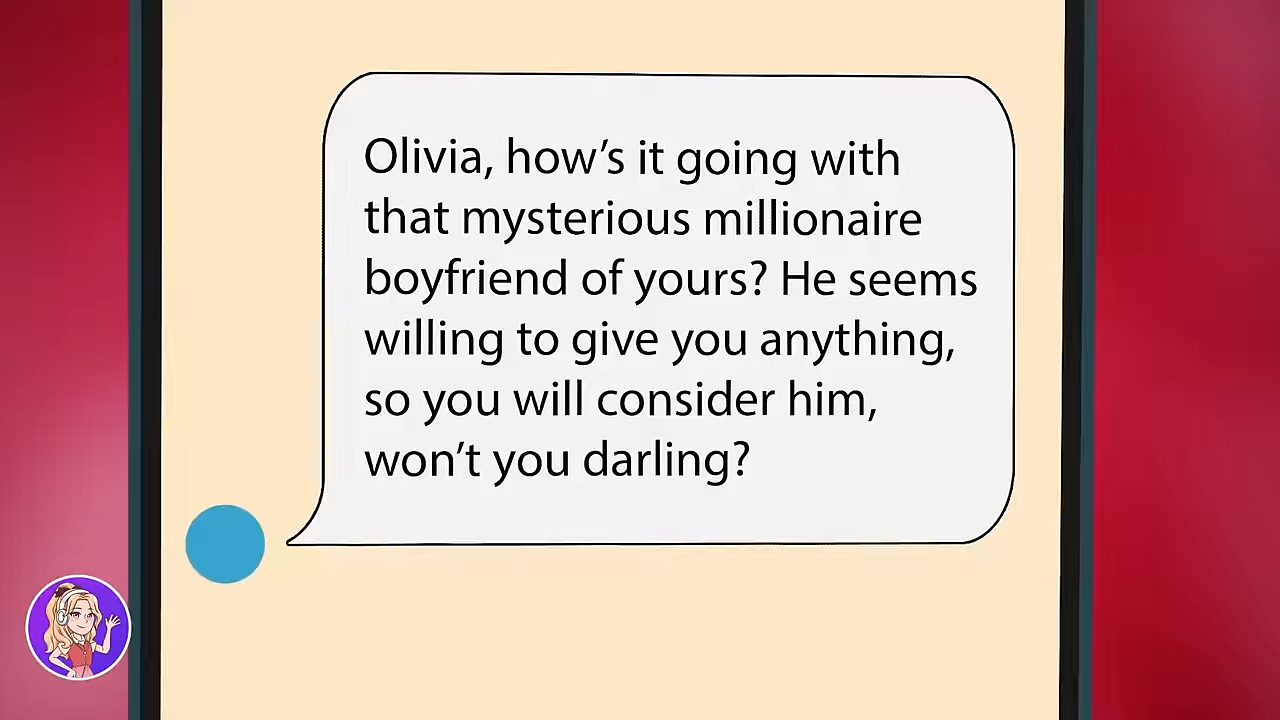 Olivia, how’s it going with
that mysterious millionaire
boyfriend of yours? He seems
willing to give you anything,
so you will consider him,
won’t you darling?